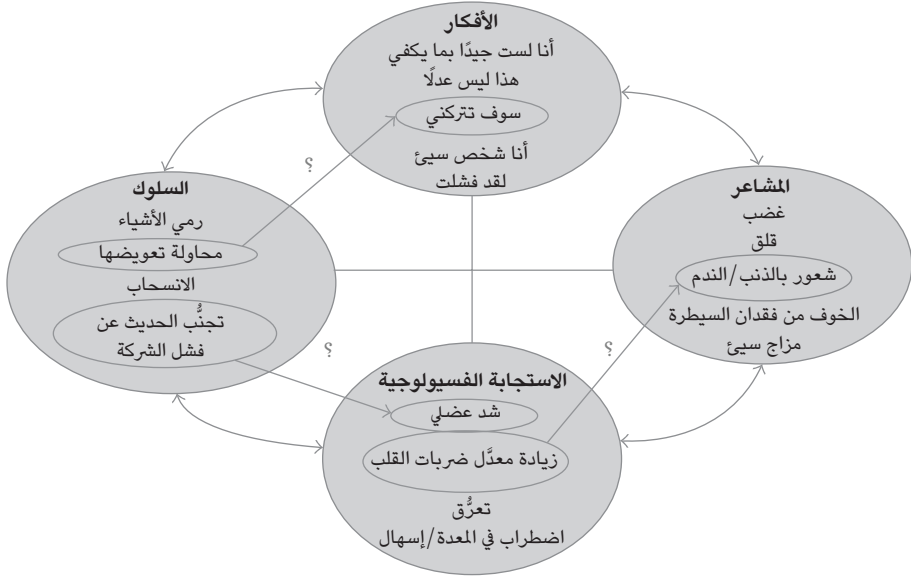 الأفكار
أنا لست جيدًا بما يكفي
هذا ليس عدلًا
سوف تتركني
أنا شخص سيئ
لقد فشلت
؟
المشاعر
غضب
قلق
شعور بالذنب/الندم
الخوف من فقدان السيطرة
مزاج سيئ
السلوك
رمي الأشياء
محاولة تعويضها
الانسحاب
تجنُّب الحديث عن
فشل الشركة
؟
؟
الاستجابة الفسيولوجية
شد عضلي
زيادة معدَّل ضربات القلب
تعرُّق
اضطراب في المعدة/إسهال